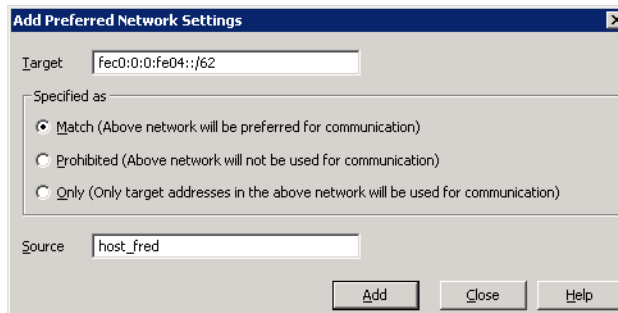 Add Preferred Network Settings
Target fec0:0:0:fe04::/62
Specified as
Match (Above network will be preferred for communication)
Prohibited (Above network will not be used for communication)
Only (Only target addresses in the above network will be used for communication)
Source host_fred
Add Close Help